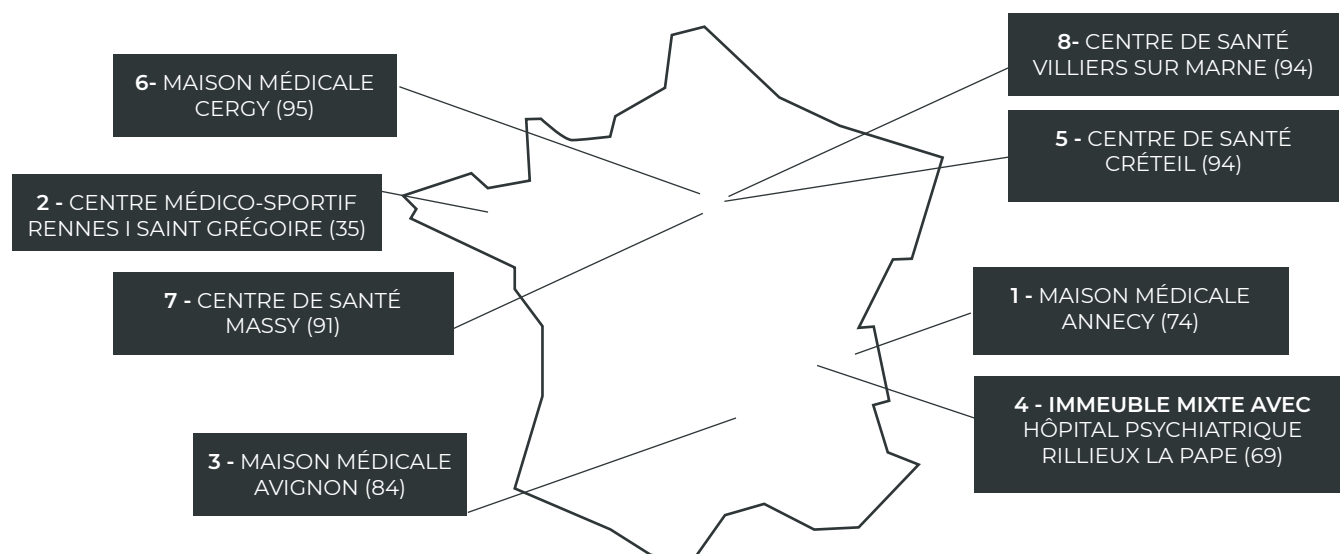 6- MAISON MÉDICALE
CERGY (95)
2 - CENTRE MÉDICO-SPORTIF
RENNES I SAINT GRÉGOIRE (35)
7 - CENTRE DE SANTÉ
MASSY (91)
3 - MAISON MÉDICALE
AVIGNON (84)
8- CENTRE DE SANTÉ
VILLIERS SUR MARNE (94)
5 - CENTRE DE SANTÉ
CRÉTEIL (94)
1 - MAISON MÉDICALE
ANNECY (74)
4 - IMMEUBLE MIXTE AVEC
HÔPITAL PSYCHIATRIQUE
RILLIEUX LA PAPE (69)